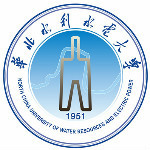 华北水利水电大学
NORTH CHINA UNIVERSITY OF WATER RESOURCES AND ELECTRIC POWER
1951